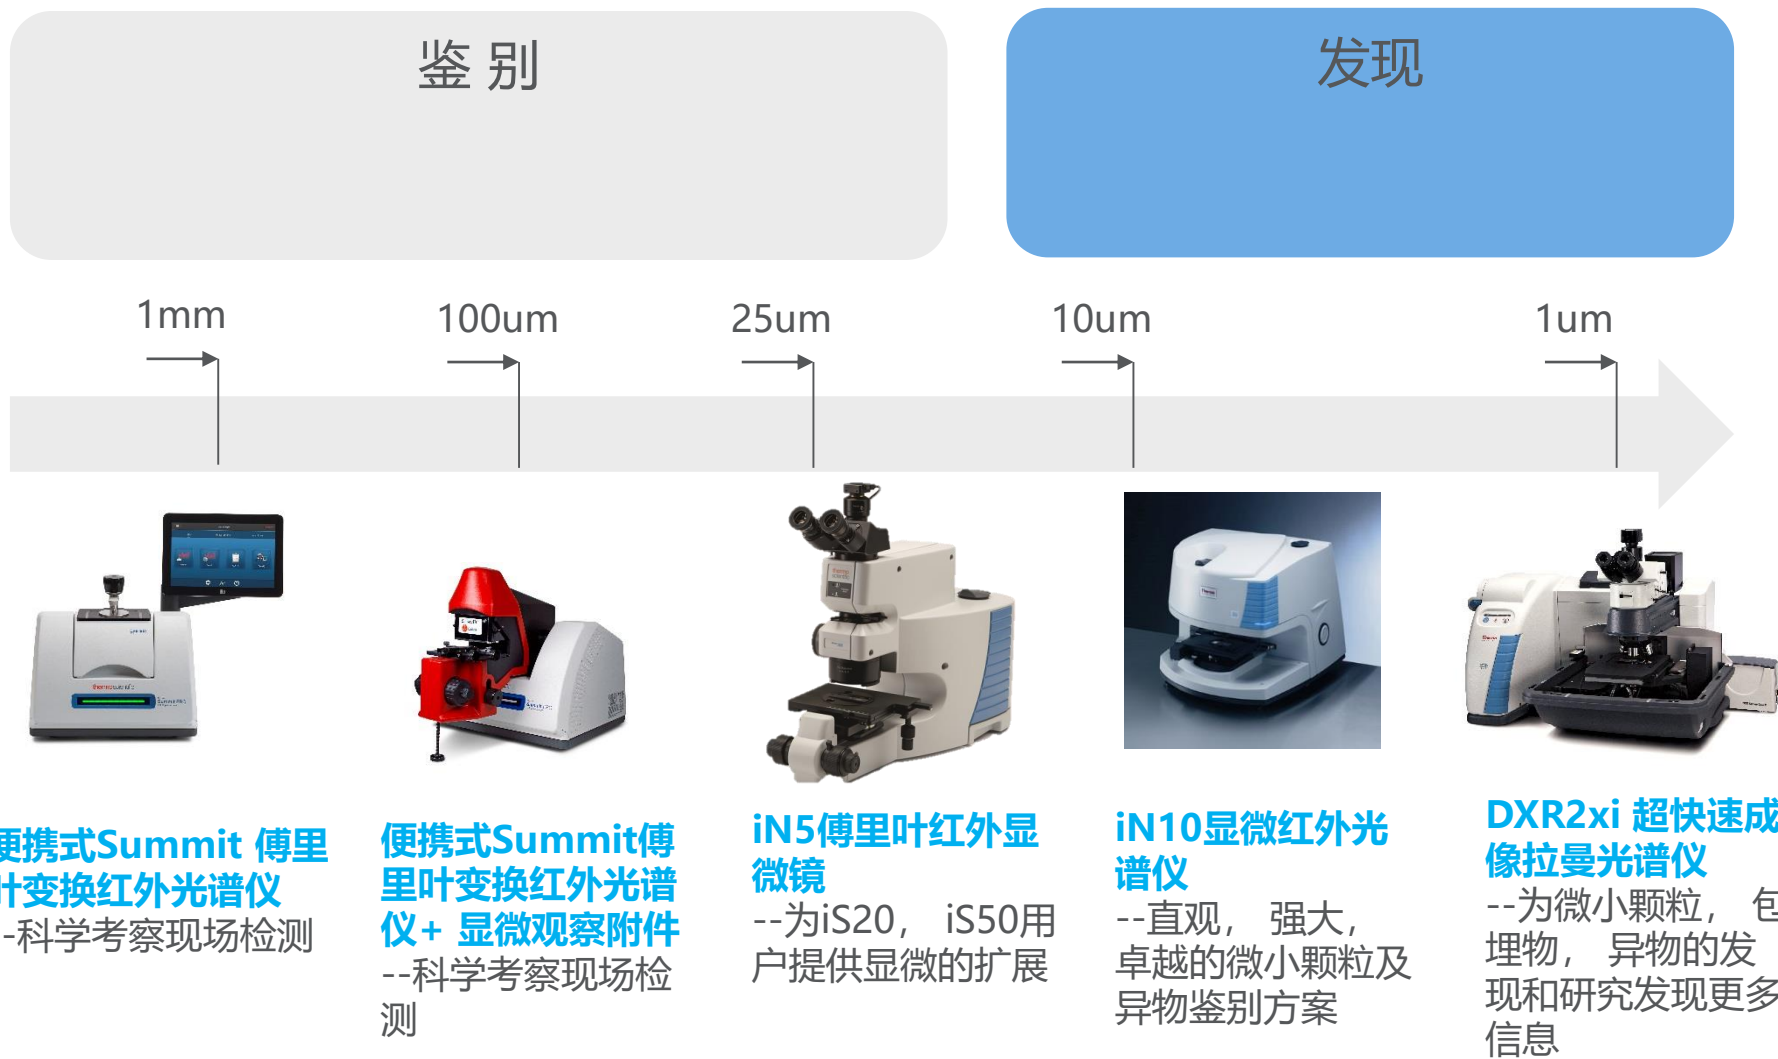 鉴 别
发现
1mm
100um
25um
10um
1um
thermo scientific
便携式Summit 傅里
叶变换红外光谱仪
--科学考察现场检测
便携式Summit傅
里叶变换红外光谱
仪+ 显微观察附件
--科学考察现场检
测
iN5傅里叶红外显
微镜
--为iS20， iS50用
户提供显微的扩展
iN10显微红外光
谱仪
--直观， 强大，
卓越的微小颗粒及
异物鉴别方案
DXR2xi 超快速成
像拉曼光谱仪
--为微小颗粒， 包
埋物， 异物的发
现和研究发现更多
信息